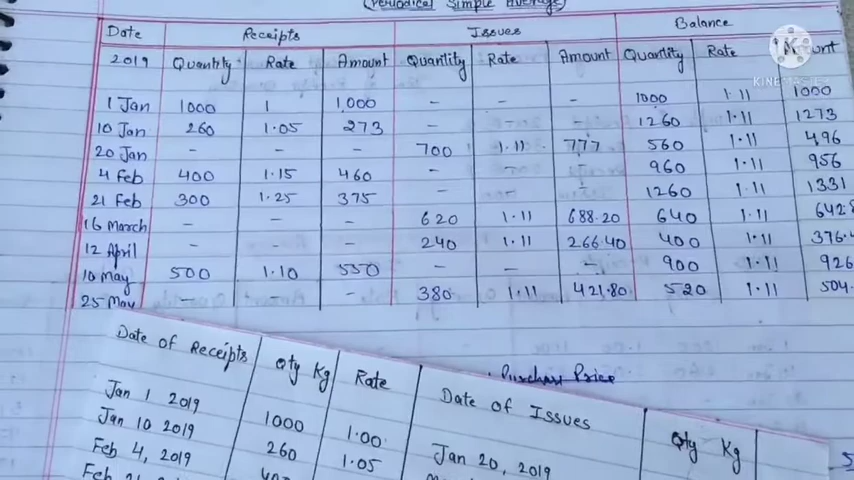 (Periodical Simple Average)
Date Receipts Issues Balance
2019 Quantity Rate Amount Quantity Rate Amount Quantity Rate Amount
1 Jan 1000 1 1,000 - - - 1000 1.11 1000
10 Jan 260 1.05 273 - - - 1260 1.11 1273
20 Jan - - - 700 1.11 777 560 1.11 496
4 Feb 400 1.15 460 - - - 960 1.11 956
21 Feb 300 1.25 375 - - - 1260 1.11 1331
16 March - - - 620 1.11 688.20 640 1.11 642.8
12 April - - - 240 1.11 266.40 400 1.11 376.4
10 May 500 1.10 550 - - - 900 1.11 926
25 May - - - 380 1.11 421.80 520 1.11 504.
Purchase Price
Date of Receipts Qty Kg Rate Date of Issues Qty Kg
Jan 1 2019 1000 1.00
Jan 10 2019 260 1.05 Jan 20, 2019
Feb 4, 2019
KINEMASTER